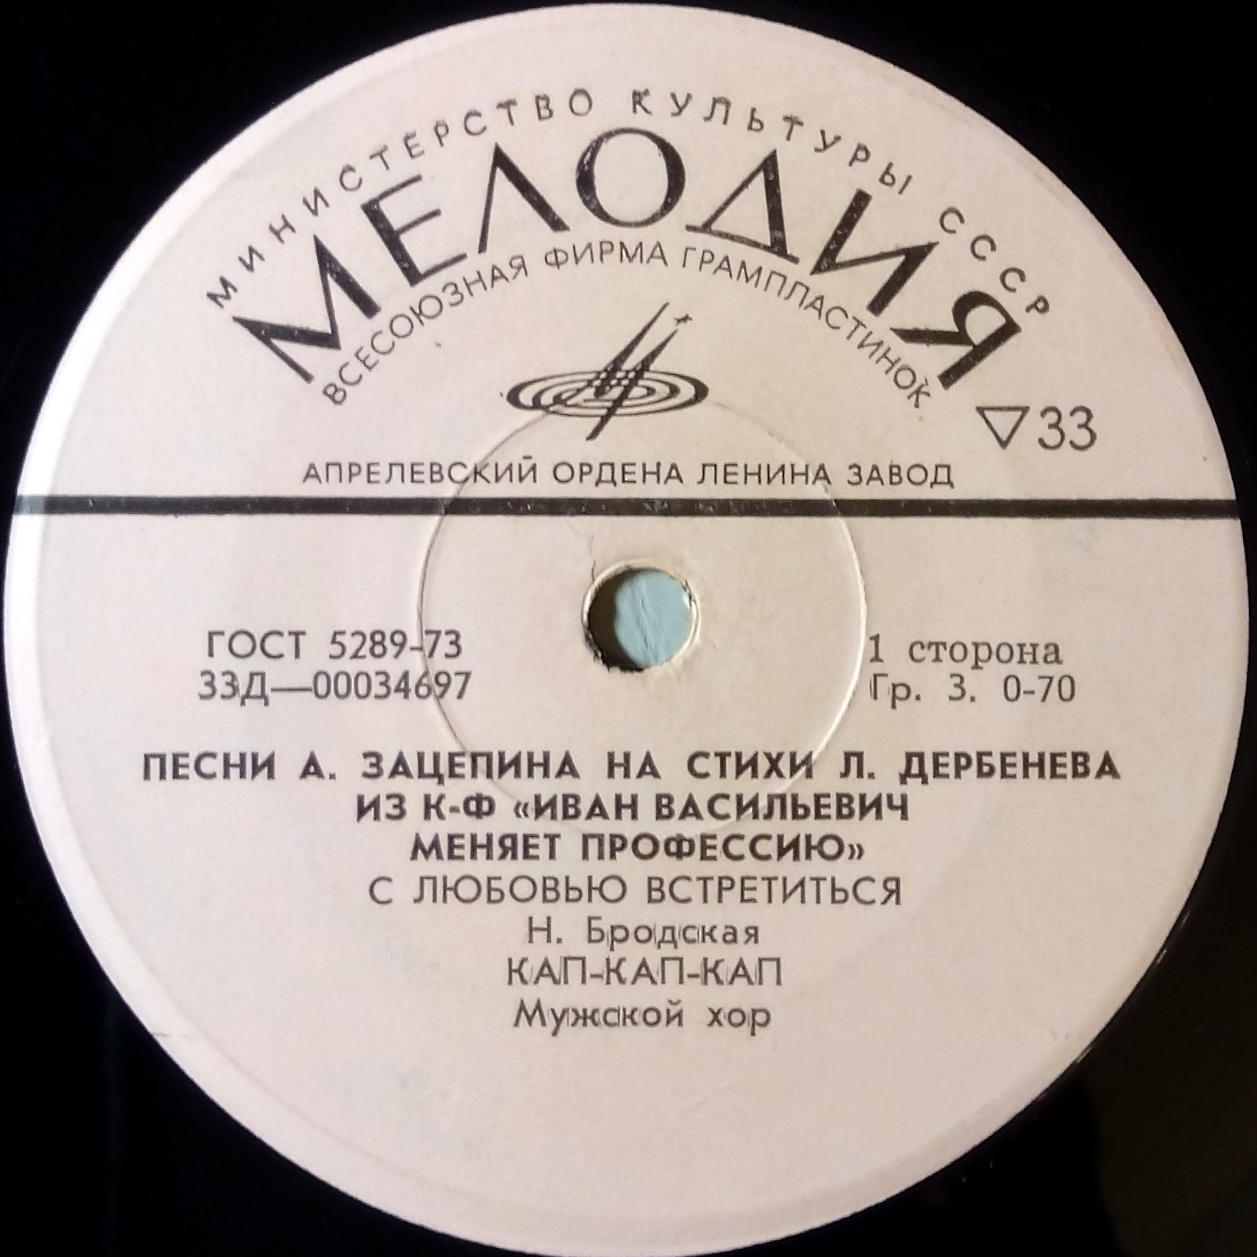 МИНИСТЕРСТВО КУЛЬТУРЫ СССР
МЕЛОДИЯ
ВСЕСОЮЗНАЯ ФИРМА ГРАМПЛАСТИНОК
▽33
АПРЕЛЕВСКИЙ ОРДЕНА ЛЕНИНА ЗАВОД
ГОСТ 5289-73
33Д—00034697
1 сторона
Гр. 3. 0-70
ПЕСНИ А. ЗАЦЕПИНА НА СТИХИ Л. ДЕРБЕНЕВА
ИЗ К-Ф «ИВАН ВАСИЛЬЕВИЧ
МЕНЯЕТ ПРОФЕССИЮ»
С ЛЮБОВЬЮ ВСТРЕТИТЬСЯ
Н. Бродская
КАП-КАП-КАП
Мужской хор